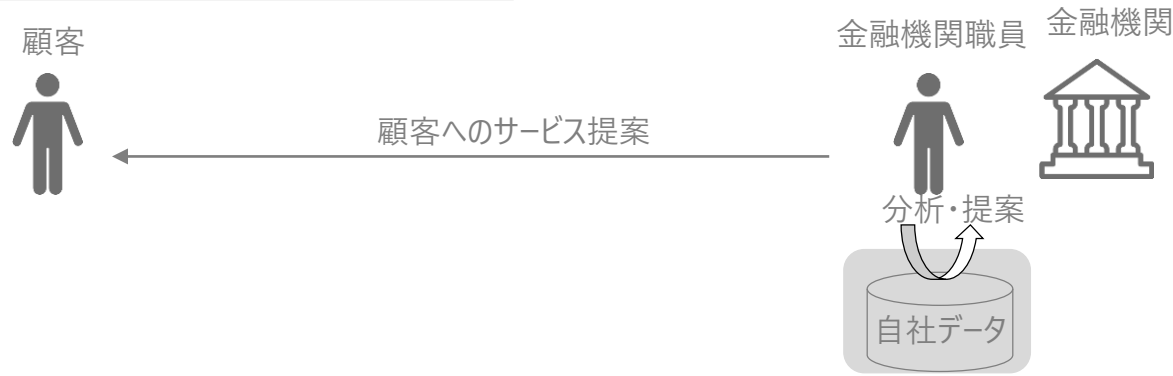 顧客
金融機関職員
金融機関
顧客へのサービス提案
分析・提案
自社データ